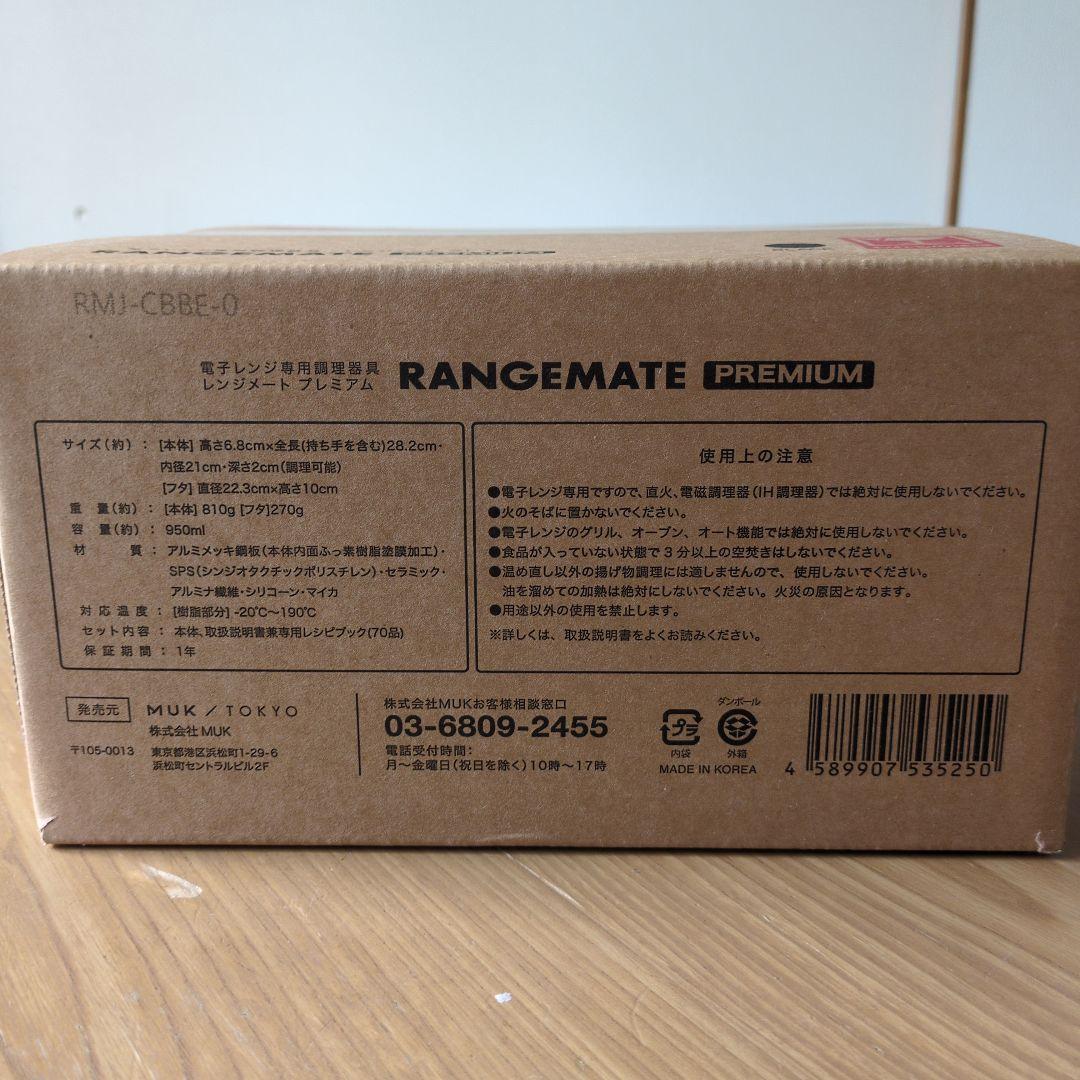 RANGEMATE
RMJ-CBBE-0
電子レンジ専用調理器具
レンジメート プレミアム
RANGEMATE PREMIUM
サイズ(約): [本体] 高さ6.8cm×全長(持ち手を含む)28.2cm・
内径21cm・深さ2cm(調理可能)
[フタ] 直径22.3cm×高さ10cm
重 量(約): [本体] 810g [フタ]270g
容 量(約): 950ml
材 質: アルミメッキ鋼板(本体内面ふっ素樹脂塗膜加工)・
SPS(シンジオタクチックポリスチレン)・セラミック・
アルミナ繊維・シリコーン・マイカ
対応温度: [樹脂部分] -20℃〜190℃
セット内容: 本体、取扱説明書兼専用レシピブック(70品)
保証期間: 1年
使用上の注意
●電子レンジ専用ですので、直火、電磁調理器(IH調理器)では絶対に使用しないでください。
●火のそばに置かないでください。
●電子レンジのグリル、オーブン、オート機能では絶対に使用しないでください。
●食品が入っていない状態で3分以上の空焚きはしないでください。
●温め直し以外の揚げ物調理には適しませんので、使用しないでください。
油を溜めての加熱は絶対にしないでください。火災の原因となります。
●用途以外の使用を禁止します。
※詳しくは、取扱説明書をよくお読みください。
発売元 MUK / TOKYO
株式会社 MUK
〒105-0013 東京都港区浜松町1-29-6
浜松町セントラルビル2F
株式会社MUKお客様相談窓口
03-6809-2455
電話受付時間:
月〜金曜日(祝日を除く)10時〜17時
プラ
内袋
ダンボール
外箱
MADE IN KOREA
4 589907 535250